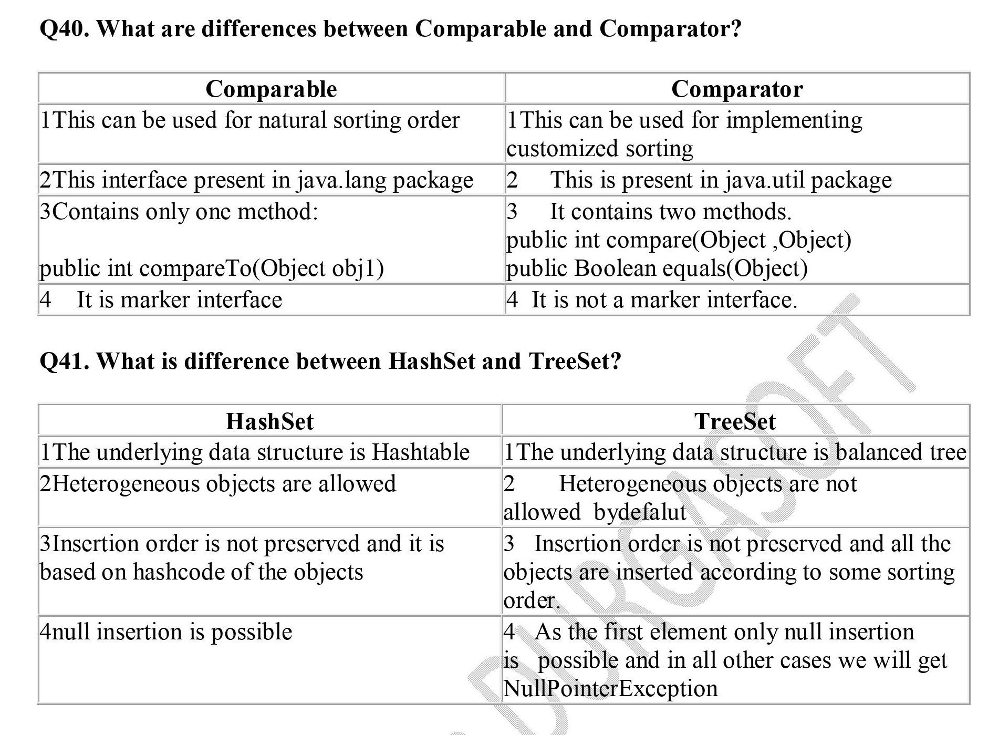 Q40. What are differences between Comparable and Comparator?
Comparable
Comparator
1This can be used for natural sorting order
1This can be used for implementing
customized sorting
2This interface present in java.lang package
2 This is present in java.util package
3Contains only one method:
public int compareTo(Object obj1)
3 It contains two methods.
public int compare(Object ,Object)
public Boolean equals(Object)
4 It is marker interface
4 It is not a marker interface.
Q41. What is difference between HashSet and TreeSet?
HashSet
TreeSet
1The underlying data structure is Hashtable
1The underlying data structure is balanced tree
2Heterogeneous objects are allowed
2 Heterogeneous objects are not
allowed bydefalut
3Insertion order is not preserved and it is
based on hashcode of the objects
3 Insertion order is not preserved and all the
objects are inserted according to some sorting
order.
4null insertion is possible
4 As the first element only null insertion
is possible and in all other cases we will get
NullPointerException
DURGASOFT